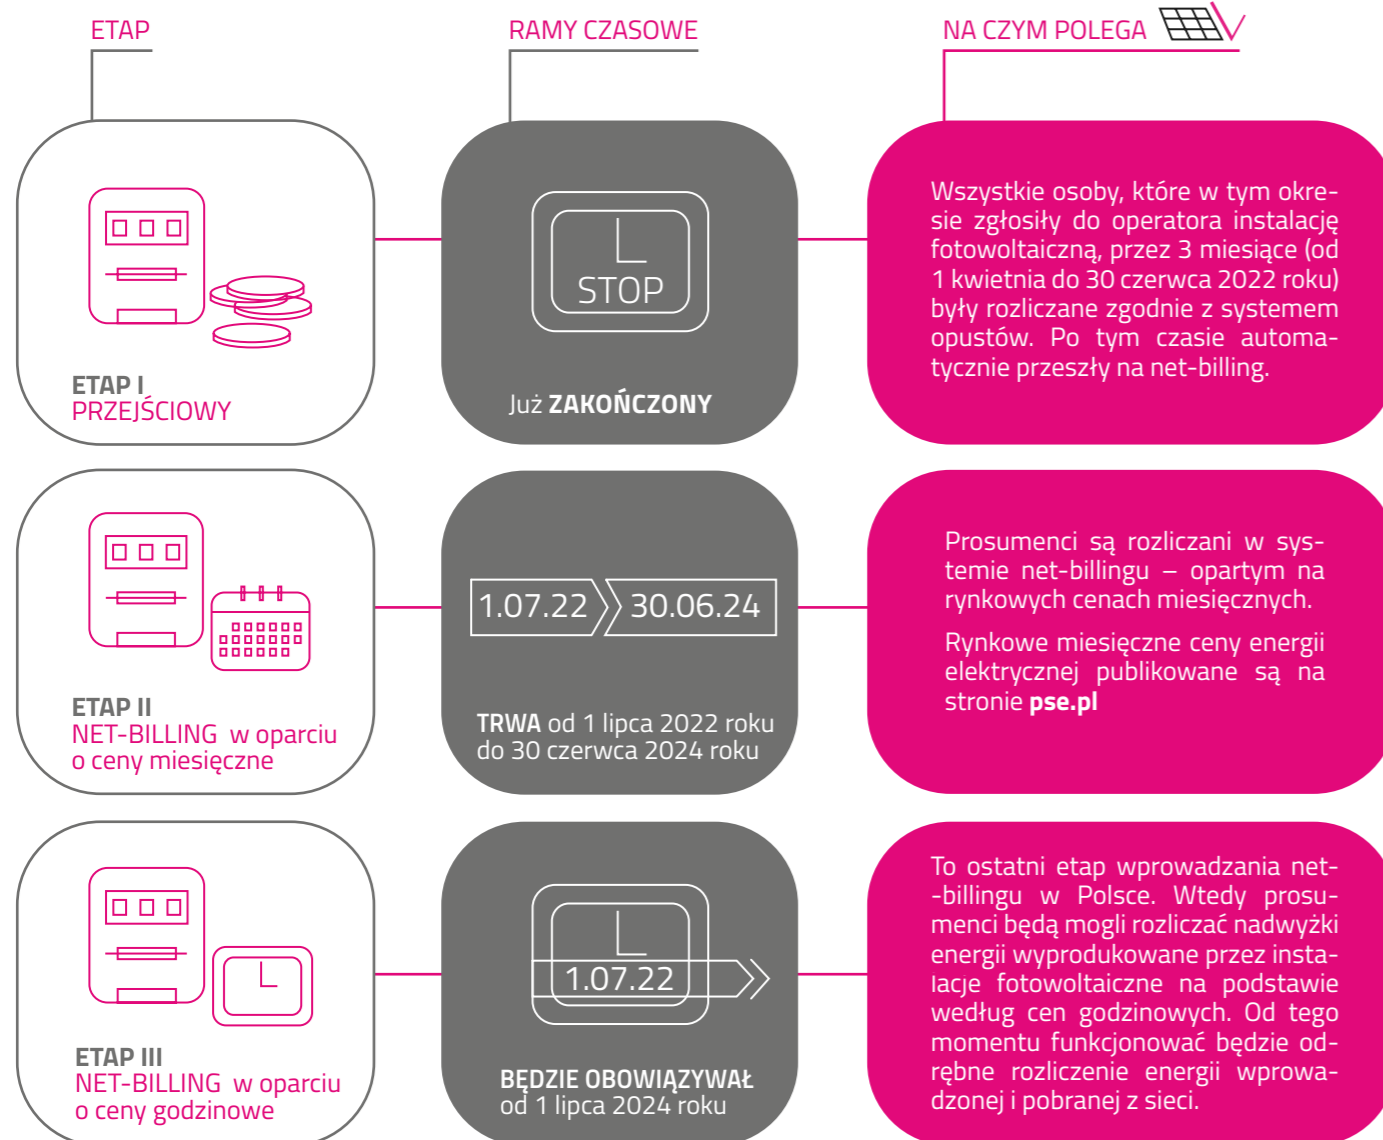 ETAP
RAMY CZASOWE
NA CZYM POLEGA
ETAP I
PRZEJŚCIOWY
STOP
Już ZAKOŃCZONY
Wszystkie osoby, które w tym okre-
sie zgłosiły do operatora instalację
fotowoltaiczną, przez 3 miesiące (od
1 kwietnia do 30 czerwca 2022 roku)
były rozliczane zgodnie z systemem
opustów. Po tym czasie automa-
tycznie przeszły na net-billing.
ETAP II
NET-BILLING w oparciu
o ceny miesięczne
1.07.22 30.06.24
TRWA od 1 lipca 2022 roku
do 30 czerwca 2024 roku
Prosumenci są rozliczani w sys-
temie net-billingu – opartym na
rynkowych cenach miesięcznych.
Rynkowe miesięczne ceny energii
elektrycznej publikowane są na
stronie pse.pl
ETAP III
NET-BILLING w oparciu
o ceny godzinowe
1.07.22
BĘDZIE OBOWIĄZYWAŁ
od 1 lipca 2024 roku
To ostatni etap wprowadzania net-
-billingu w Polsce. Wtedy prosu-
menci będą mogli rozliczać nadwyżki
energii wyprodukowane przez insta-
lacje fotowoltaiczne na podstawie
według cen godzinowych. Od tego
momentu funkcjonować będzie od-
rębne rozliczenie energii wprowa-
dzonej i pobranej z sieci.